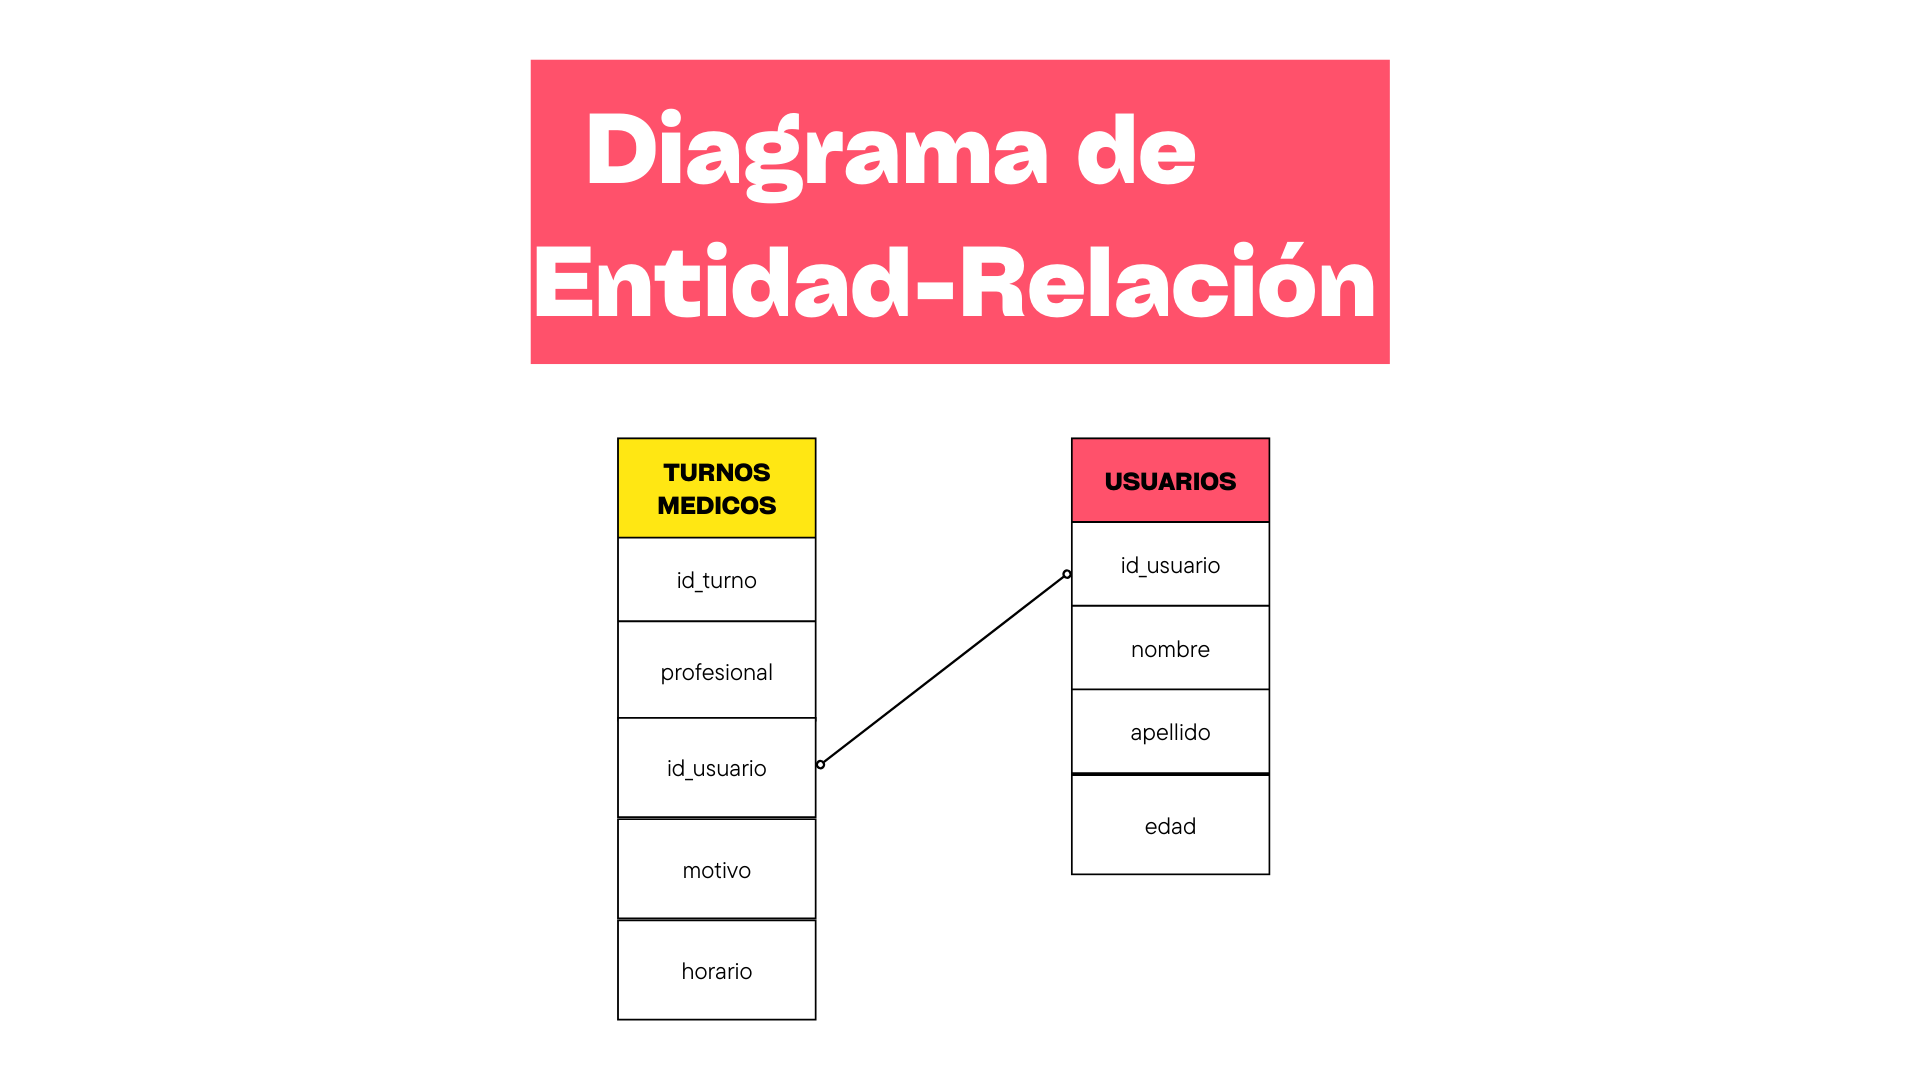 Diagrama de
Entidad-Relación
TURNOS
MEDICOS
id_turno
profesional
id_usuario
motivo
horario
USUARIOS
id_usuario
nombre
apellido
edad